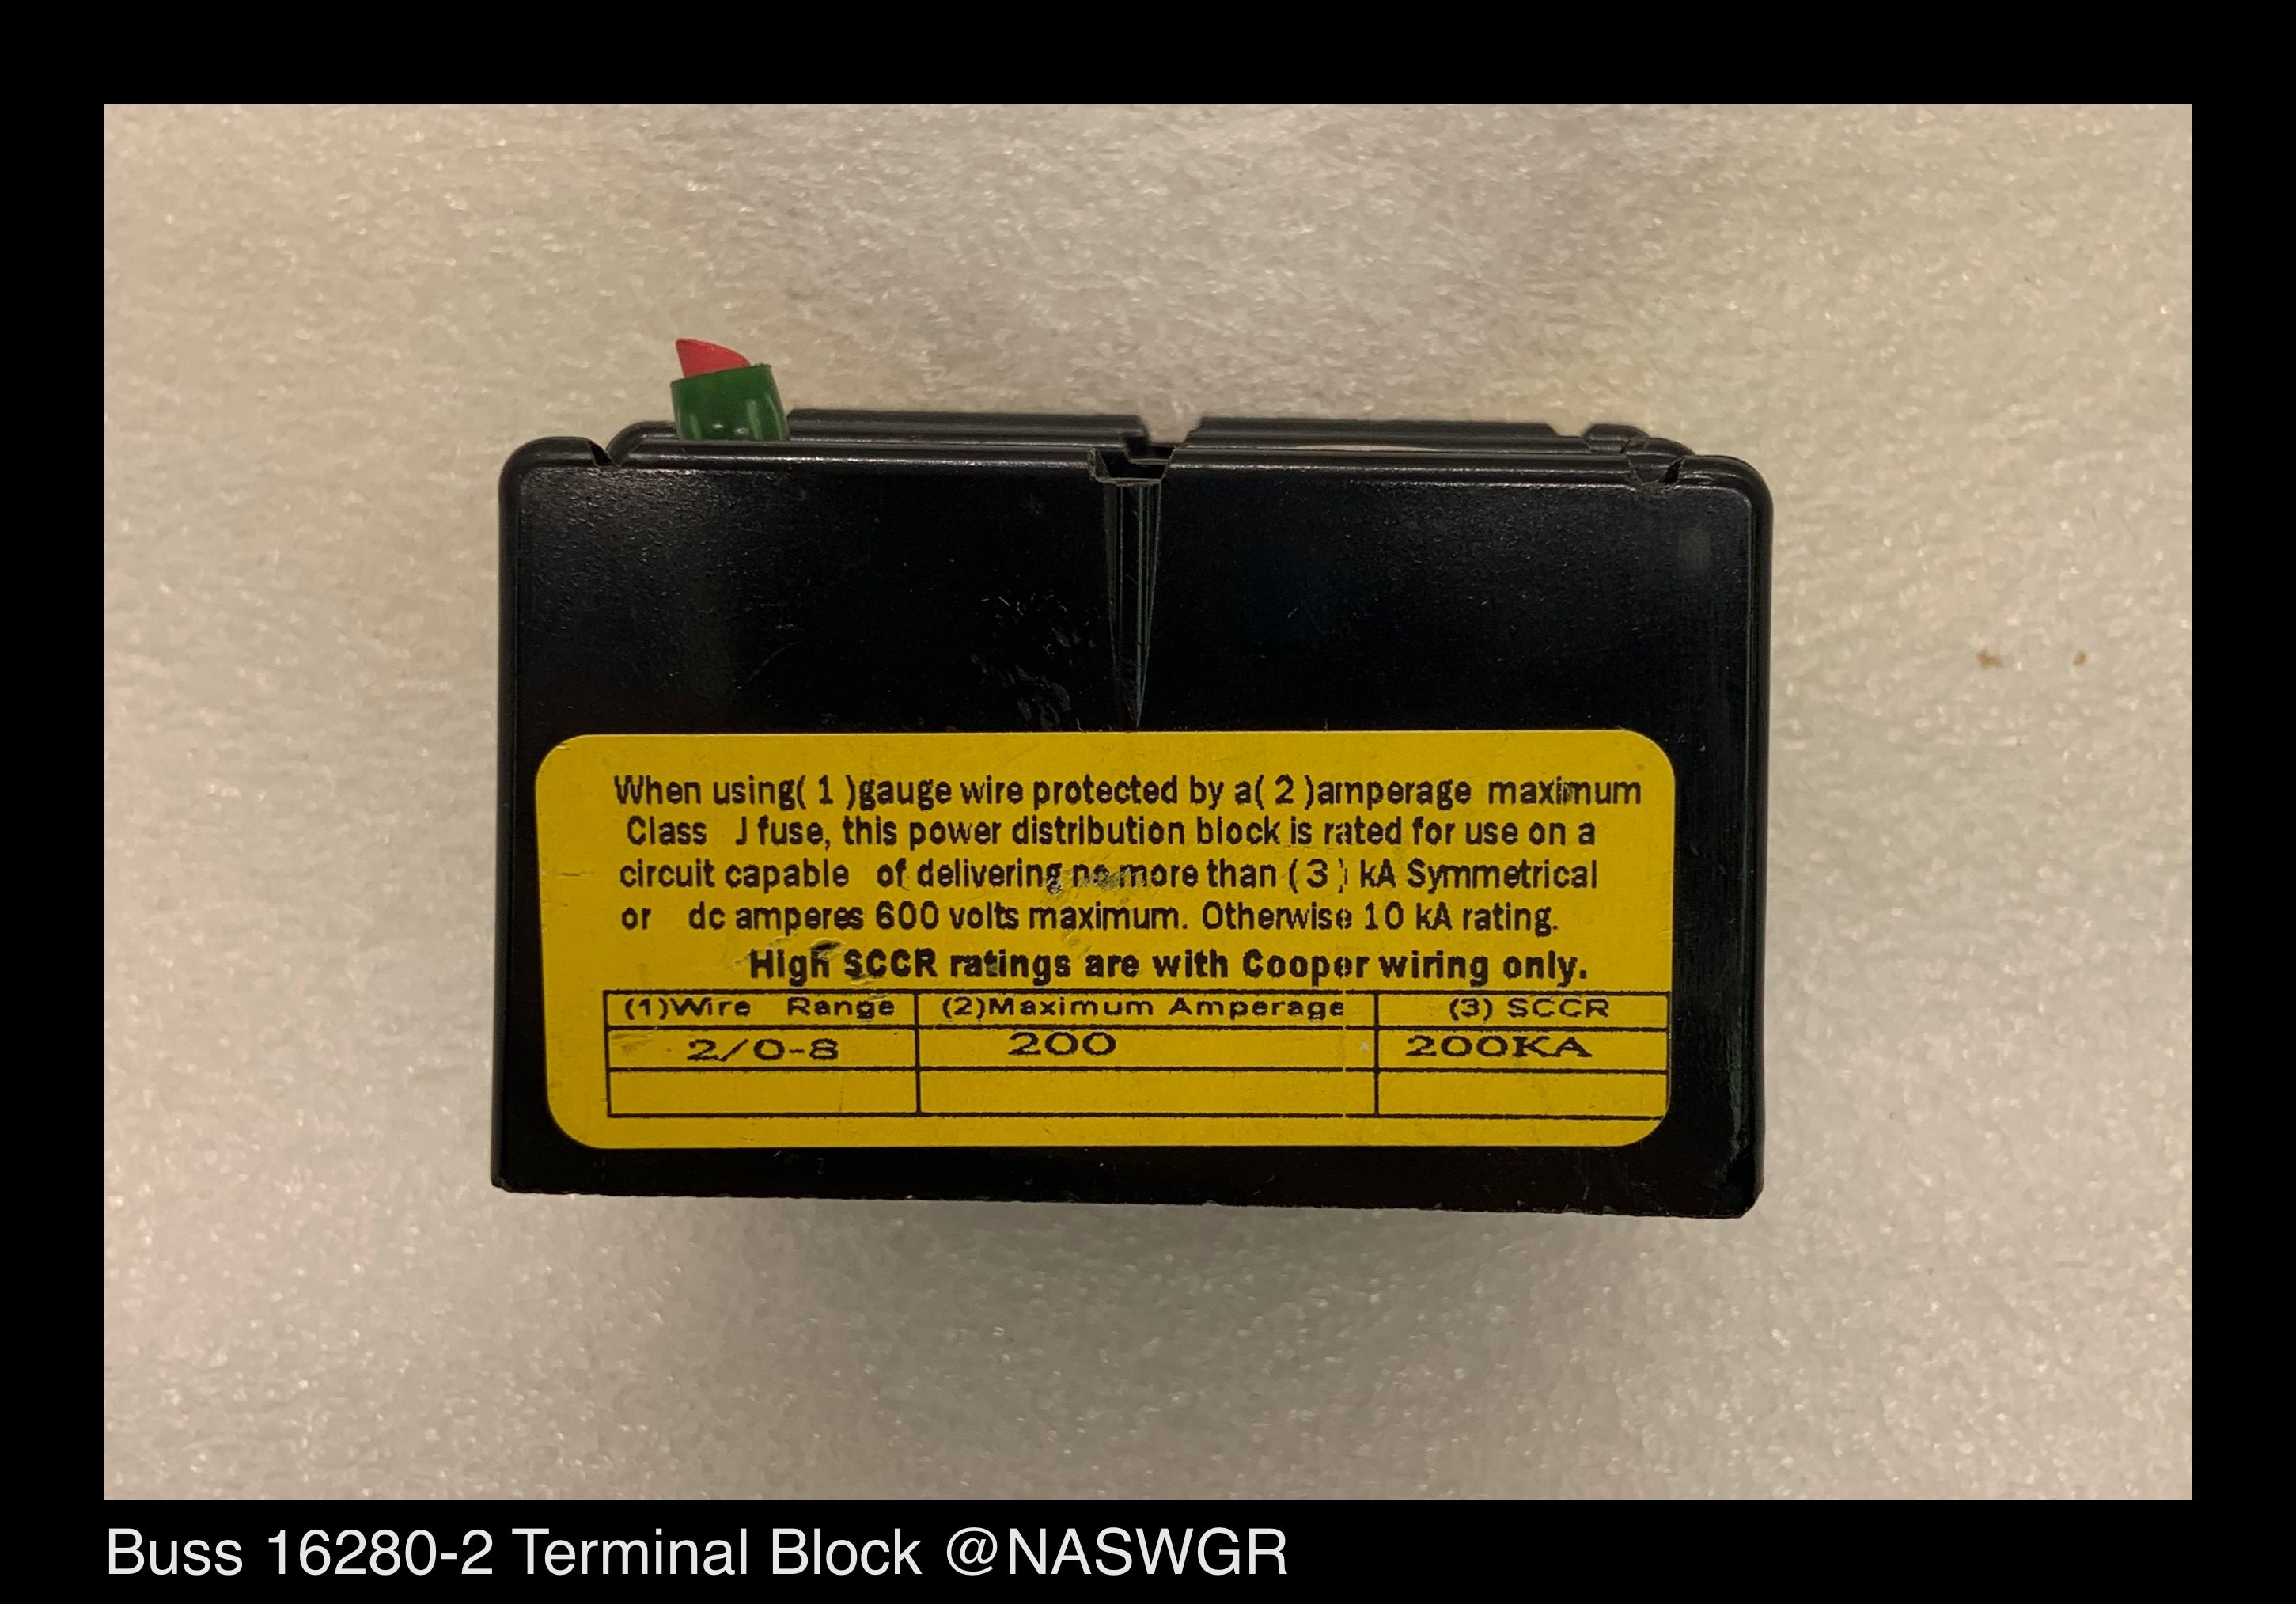 When using( 1 )gauge wire protected by a( 2 )amperage maximum
Class J fuse, this power distribution block is rated for use on a
circuit capable of delivering no more than ( 3 ) kA Symmetrical
or dc amperes 600 volts maximum. Otherwise 10 kA rating.
High SCCR ratings are with Cooper wiring only.
(1)Wire Range (2)Maximum Amperage (3) SCCR
2/0-8 200 200KA
Buss 16280-2 Terminal Block @NASWGR